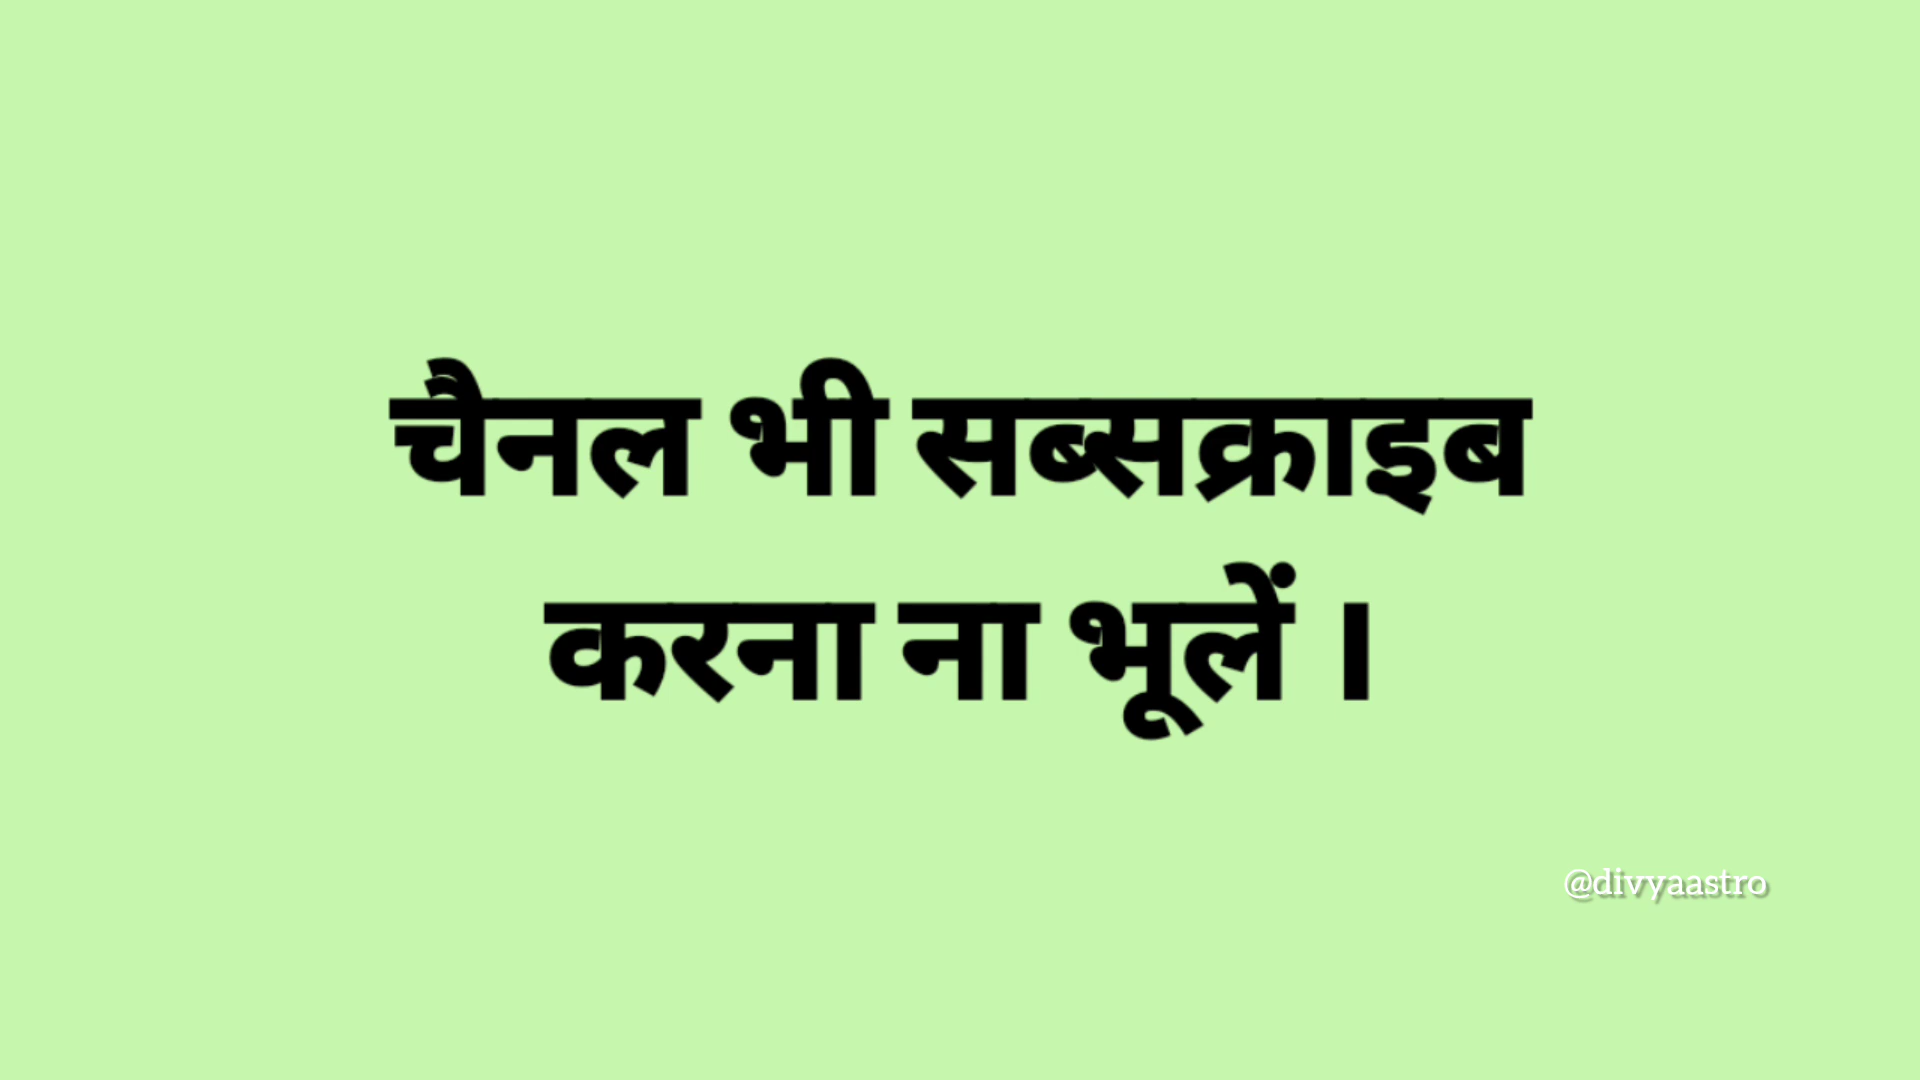 चैनल भी सब्सक्राइब
करना ना भूलें ।
@divyaastro